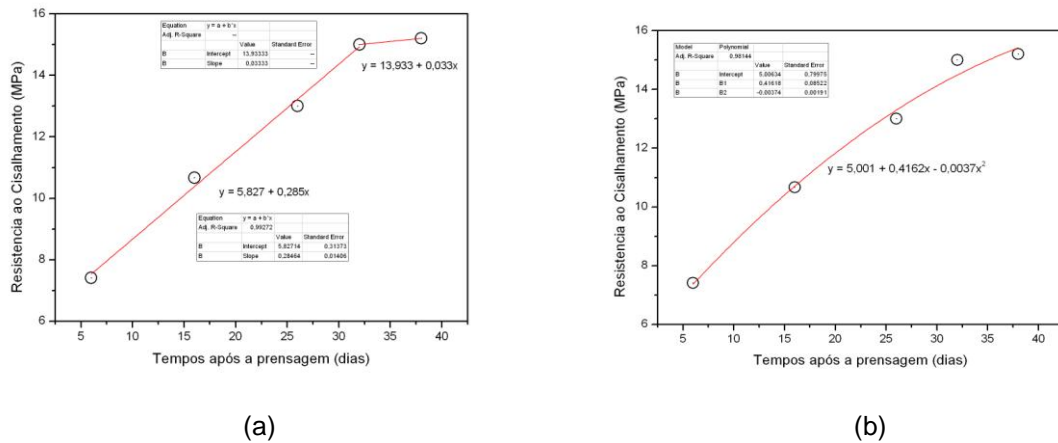 Equation y = a + b*x
Adj. R-Square --
Value Standard Error
B Intercept 13,93333 --
B Slope 0,03333 --
y = 13,933 + 0,033x
y = 5,827 + 0,285x
Equation y = a + b*x
Adj. R-Square 0,99272
Value Standard Error
B Intercept 5,82714 0,31373
B Slope 0,28464 0,01406
Resistencia ao Cisalhamento (MPa)
16
14
12
10
8
6
5 10 15 20 25 30 35 40
Tempos após a prensagem (dias)
(a)
Model Polynomial
Adj. R-Square 0,98144
Value Standard Error
B Intercept 5,00634 0,79970
B B1 0,41618 0,08522
B B2 -0,00374 0,00191
y = 5,001 + 0,4162x - 0,0037x²
Resistencia ao Cisalhamento (MPa)
16
14
12
10
8
6
5 10 15 20 25 30 35 40
Tempos após a prensagem (dias)
(b)